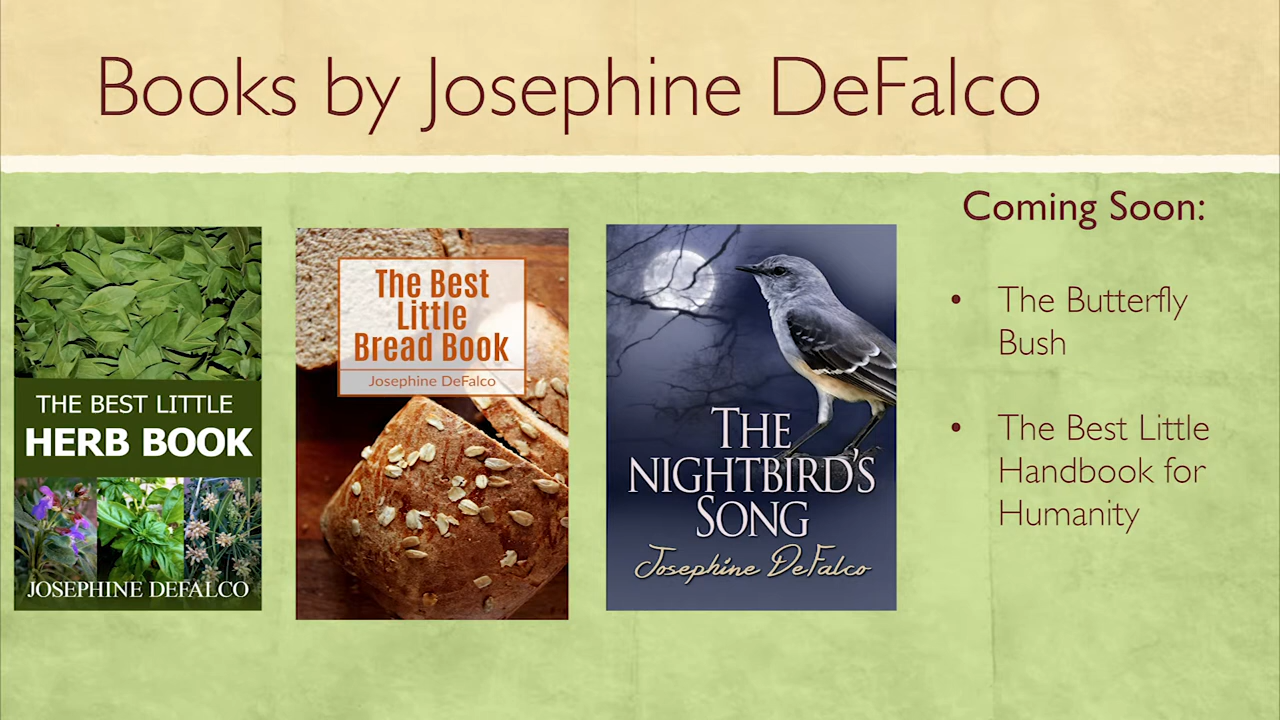 Books by Josephine DeFalco
THE BEST LITTLE
HERB BOOK
JOSEPHINE DEFALCO
The Best
Little
Bread Book
Josephine DeFalco
THE
NIGHTBIRD'S
SONG
Josephine DeFalco
Coming Soon:
• The Butterfly
Bush
• The Best Little
Handbook for
Humanity